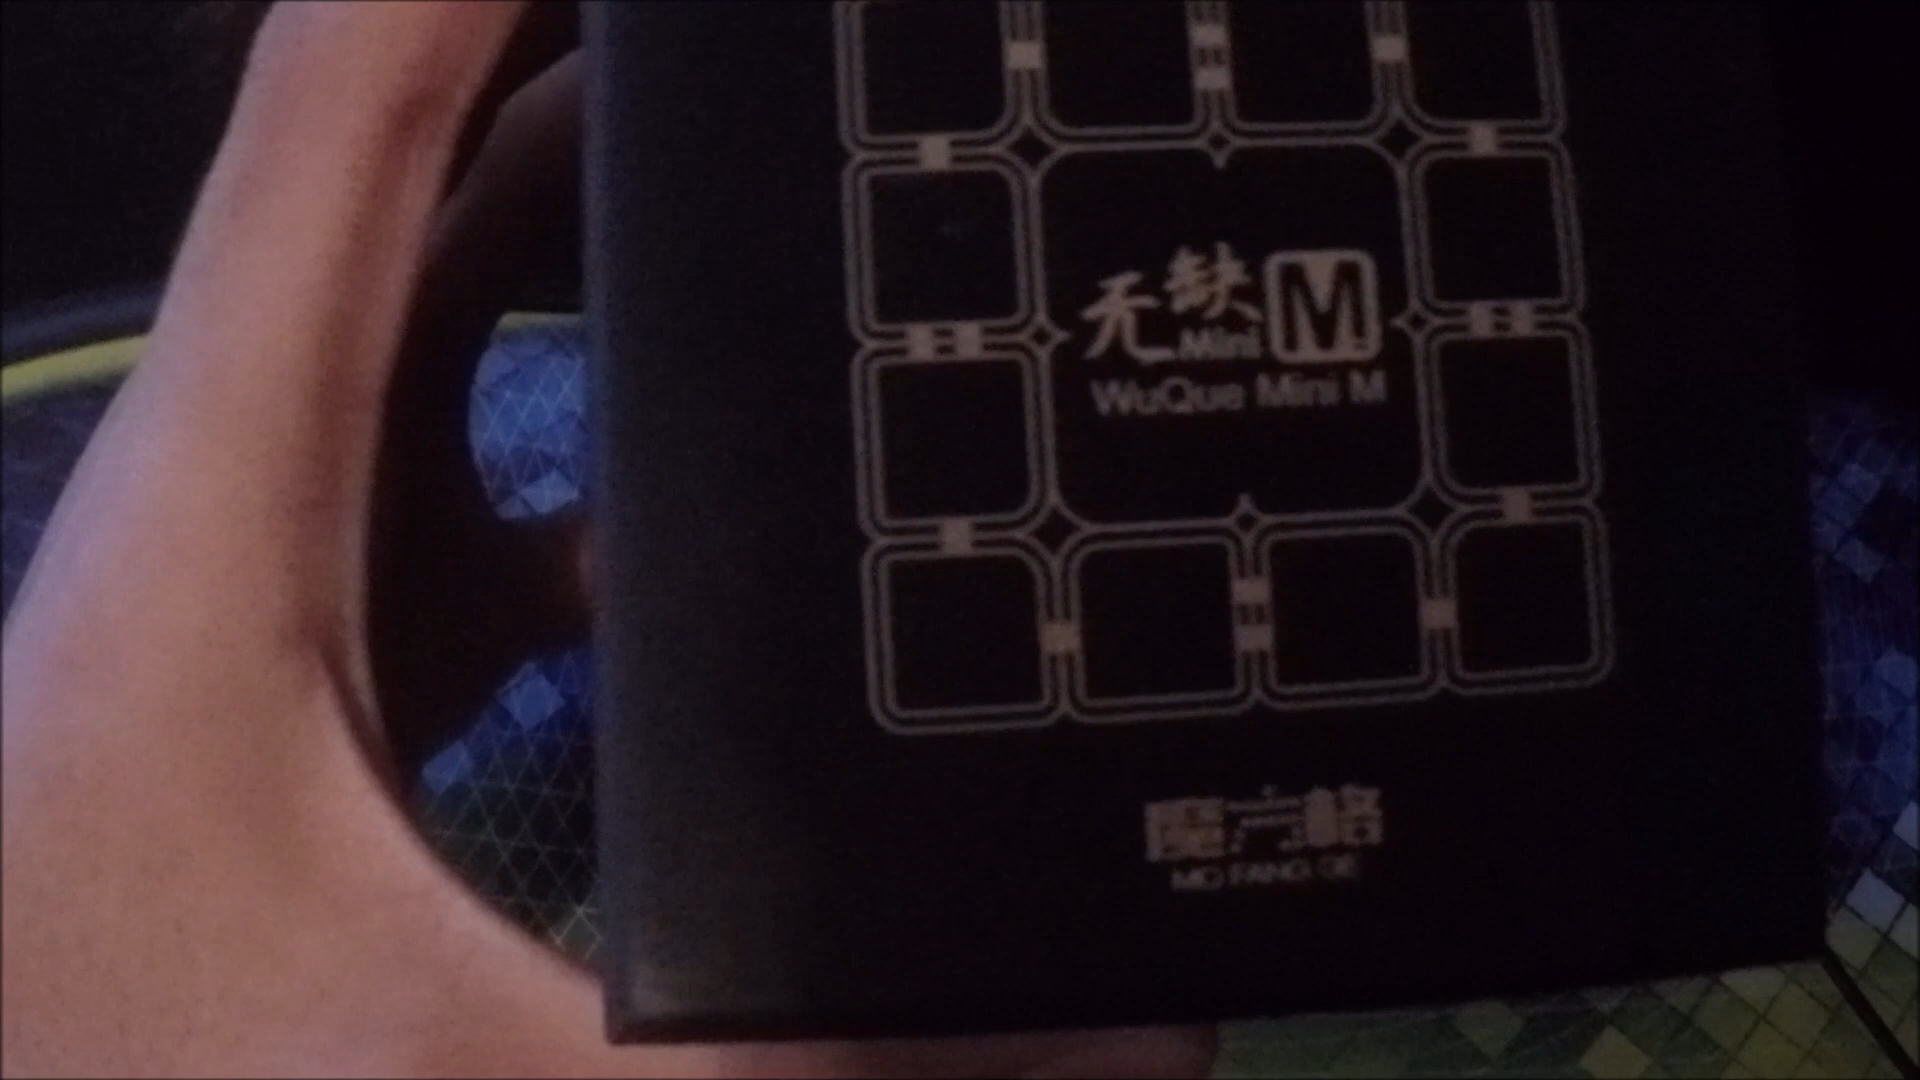 无缺
Mini M
WuQue Mini M
魔方格
MO FANG GE